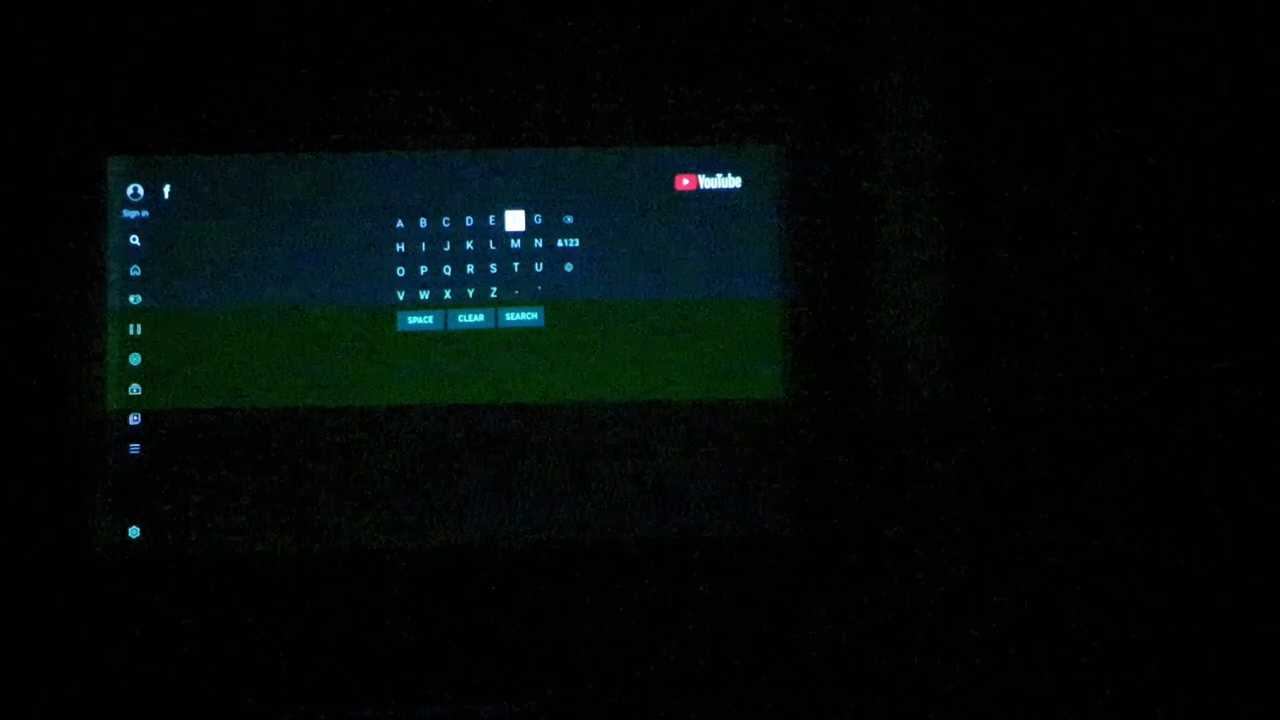 f
YouTube
Sign in
A B C D E G
H I J K L M N &123
O P Q R S T U
V W X Y Z - '
SPACE CLEAR SEARCH